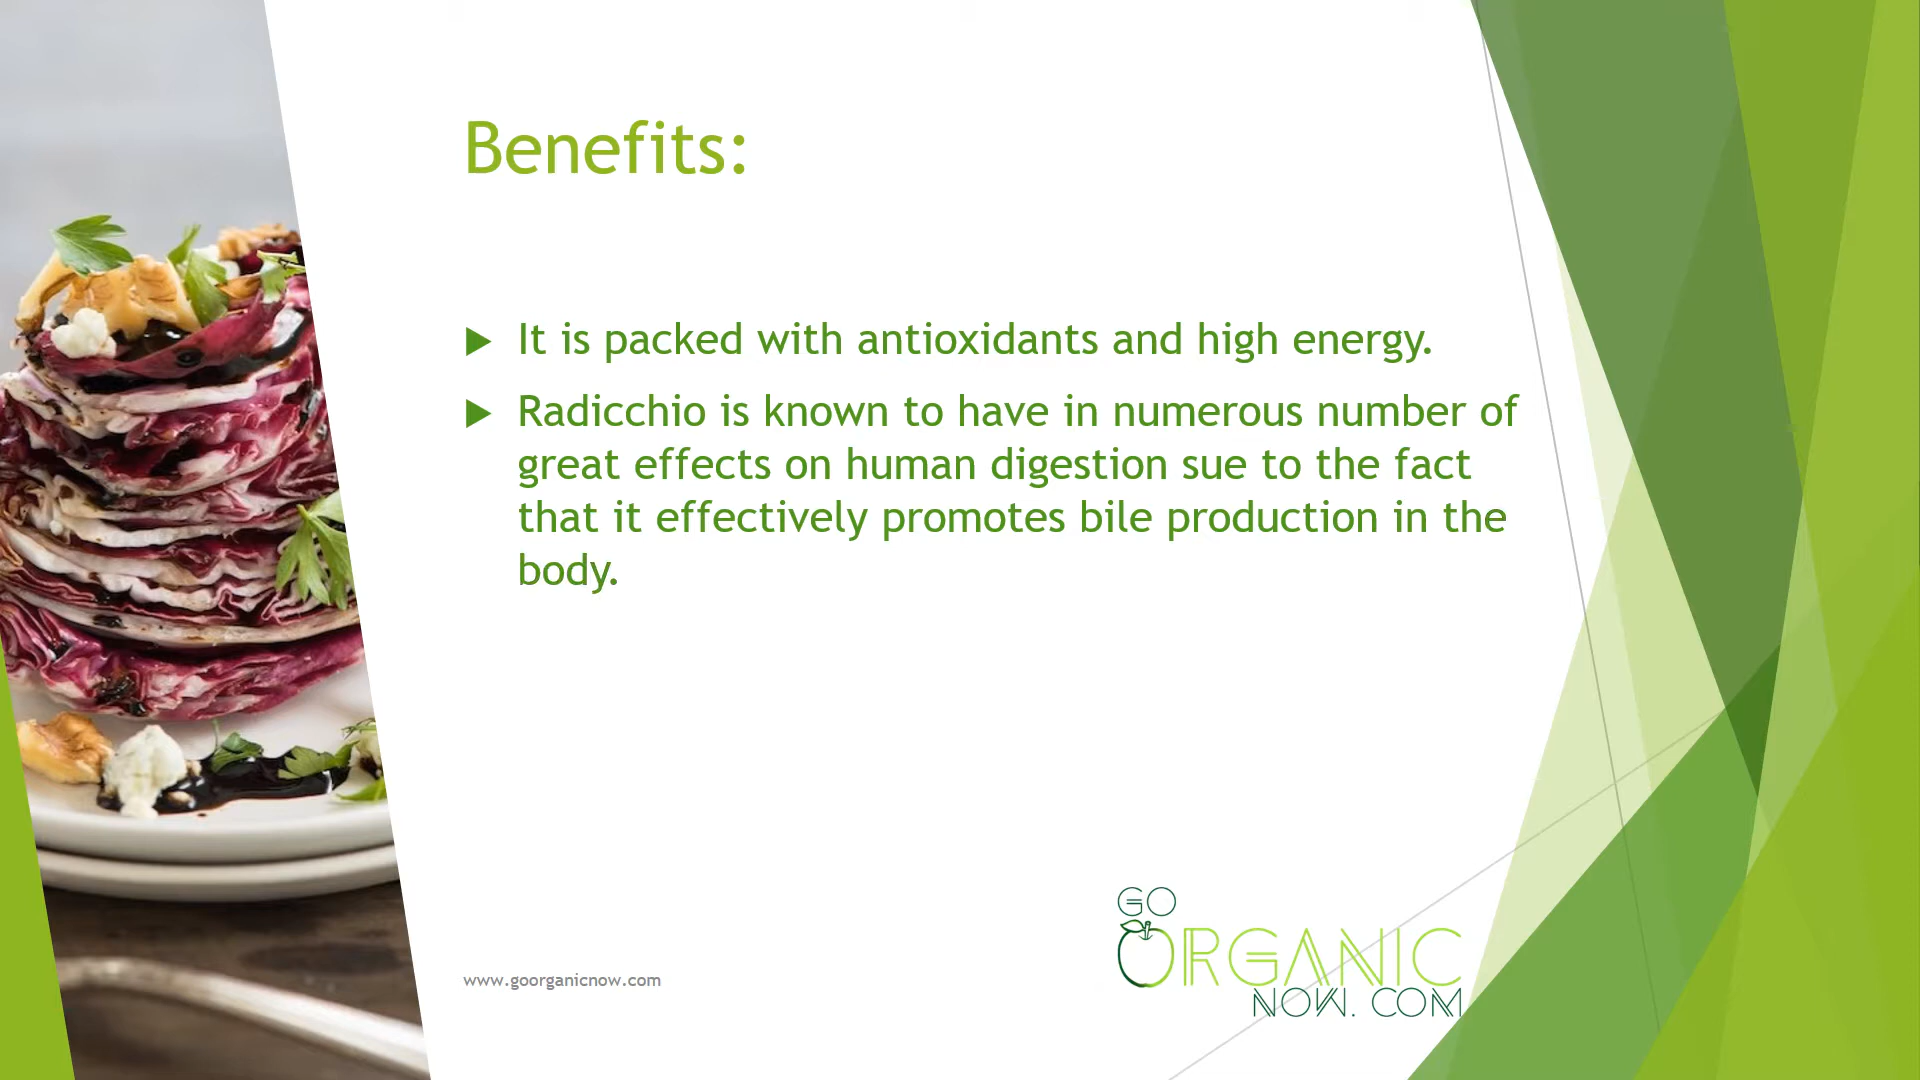 Benefits:
It is packed with antioxidants and high energy.
Radicchio is known to have in numerous number of
great effects on human digestion sue to the fact
that it effectively promotes bile production in the
body.
www.goorganicnow.com
GO
ORGANIC
NOW. COM